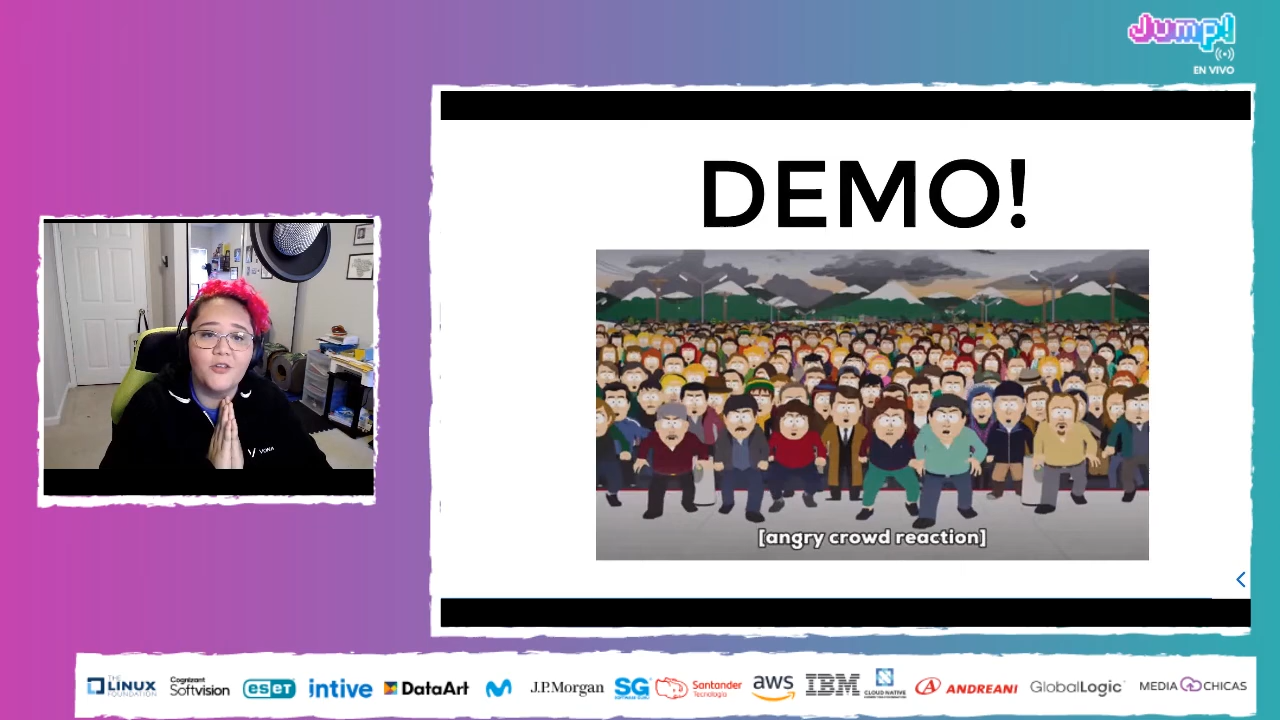 Jump!
EN VIVO
DEMO!
[angry crowd reaction]
THE
LINUX
FOUNDATION
Cognizant
Softvision
eseT
intive
DataArt
J.P.Morgan
SG
Santander
Tecnología
aws
IBM
CLOUD NATIVE
ANDREANI
GlobalLogic
MEDIA CHICAS